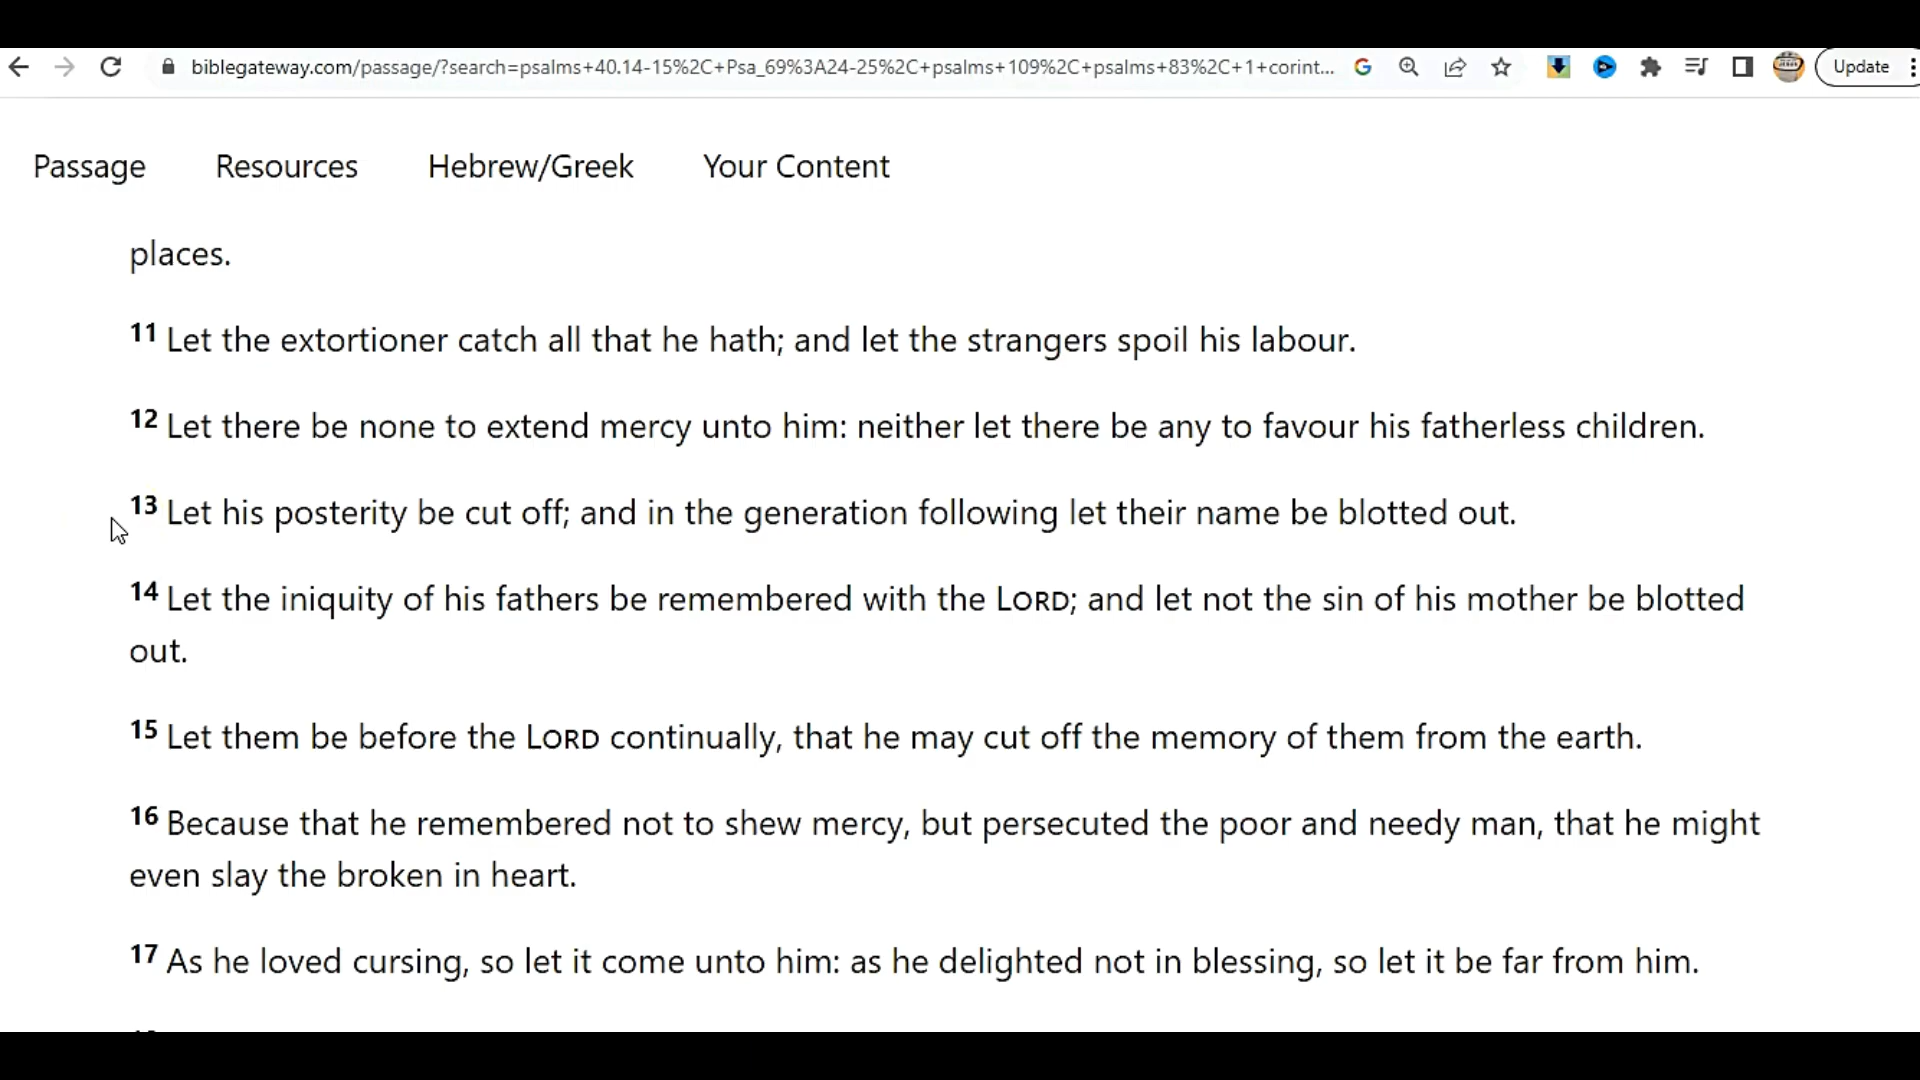 biblegateway.com/passage/?search=psalms+40.14-15%2C+Psa_69%3A24-25%2C+psalms+109%2C+psalms+83%2C+1+corint...
Update
Passage Resources Hebrew/Greek Your Content
places.
11 Let the extortioner catch all that he hath; and let the strangers spoil his labour.
12 Let there be none to extend mercy unto him: neither let there be any to favour his fatherless children.
13 Let his posterity be cut off; and in the generation following let their name be blotted out.
14 Let the iniquity of his fathers be remembered with the LORD; and let not the sin of his mother be blotted
out.
15 Let them be before the LORD continually, that he may cut off the memory of them from the earth.
16 Because that he remembered not to shew mercy, but persecuted the poor and needy man, that he might
even slay the broken in heart.
17 As he loved cursing, so let it come unto him: as he delighted not in blessing, so let it be far from him.